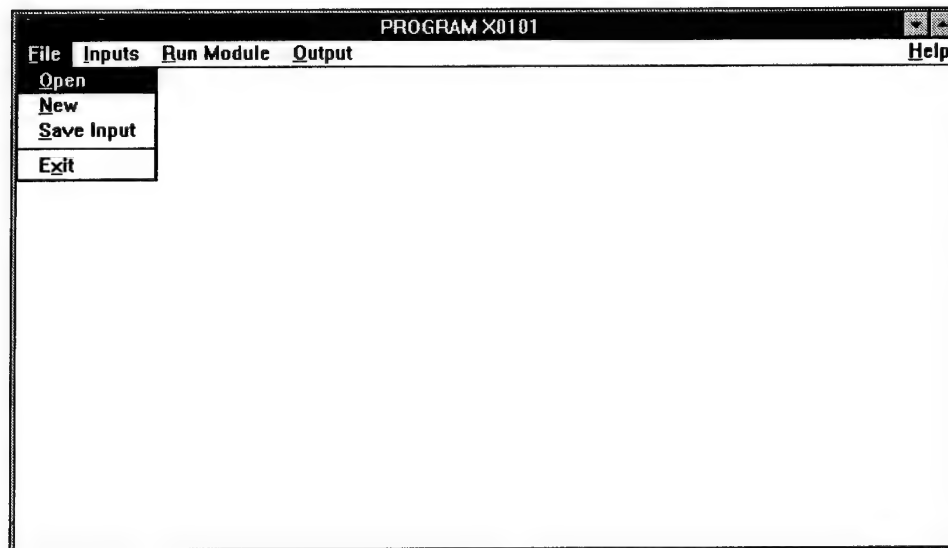 PROGRAM X0101
File Inputs Run Module Output Help
Open
New
Save Input
Exit